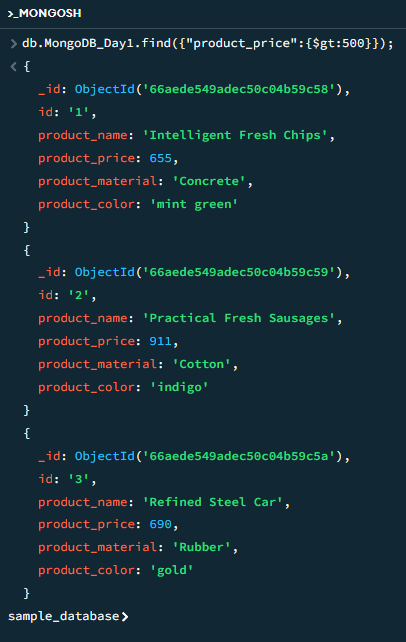 >_MONGOSH
> db.MongoDB_Day1.find({"product_price":{$gt:500}});
< {
_id: ObjectId('66aede549adec50c04b59c58'),
id: '1',
product_name: 'Intelligent Fresh Chips',
product_price: 655,
product_material: 'Concrete',
product_color: 'mint green'
}
{
_id: ObjectId('66aede549adec50c04b59c59'),
id: '2',
product_name: 'Practical Fresh Sausages',
product_price: 911,
product_material: 'Cotton',
product_color: 'indigo'
}
{
_id: ObjectId('66aede549adec50c04b59c5a'),
id: '3',
product_name: 'Refined Steel Car',
product_price: 690,
product_material: 'Rubber',
product_color: 'gold'
}
sample_database>